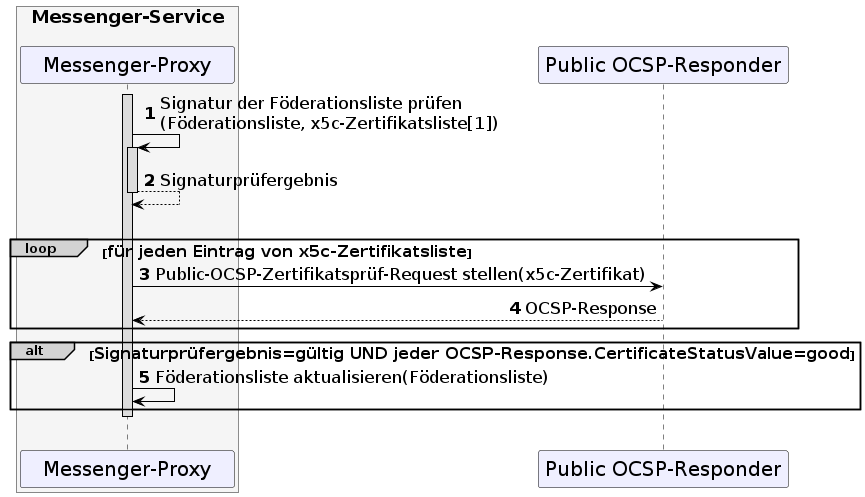 Messenger-Service
Messenger-Proxy
Public OCSP-Responder
1 Signatur der Föderationsliste prüfen
(Föderationsliste, x5c-Zertifikatsliste[1])
2 Signaturprüfergebnis
loop [für jeden Eintrag von x5c-Zertifikatsliste]
3 Public-OCSP-Zertifikatsprüf-Request stellen(x5c-Zertifikat)
4 OCSP-Response
alt [Signaturprüfergebnis=gültig UND jeder OCSP-Response.CertificateStatusValue=good]
5 Föderationsliste aktualisieren(Föderationsliste)
Messenger-Proxy
Public OCSP-Responder